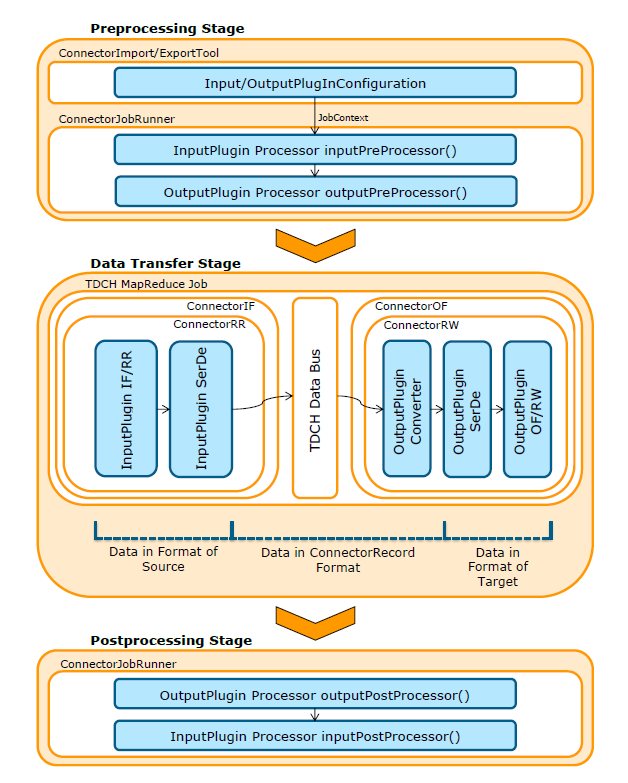 Preprocessing Stage
ConnectorImport/ExportTool
Input/OutputPlugInConfiguration
ConnectorJobRunner
JobContext
InputPlugin Processor inputPreProcessor()
OutputPlugin Processor outputPreProcessor()
Data Transfer Stage
TDCH MapReduce Job
ConnectorIF
ConnectorRR
InputPlugin IF/RR
InputPlugin SerDe
TDCH Data Bus
ConnectorOF
ConnectorRW
OutputPlugin
Converter
OutputPlugin
SerDe
OutputPlugin
OF/RW
Data in Format of
Source
Data in ConnectorRecord
Format
Data in
Format of
Target
Postprocessing Stage
ConnectorJobRunner
OutputPlugin Processor outputPostProcessor()
InputPlugin Processor inputPostProcessor()